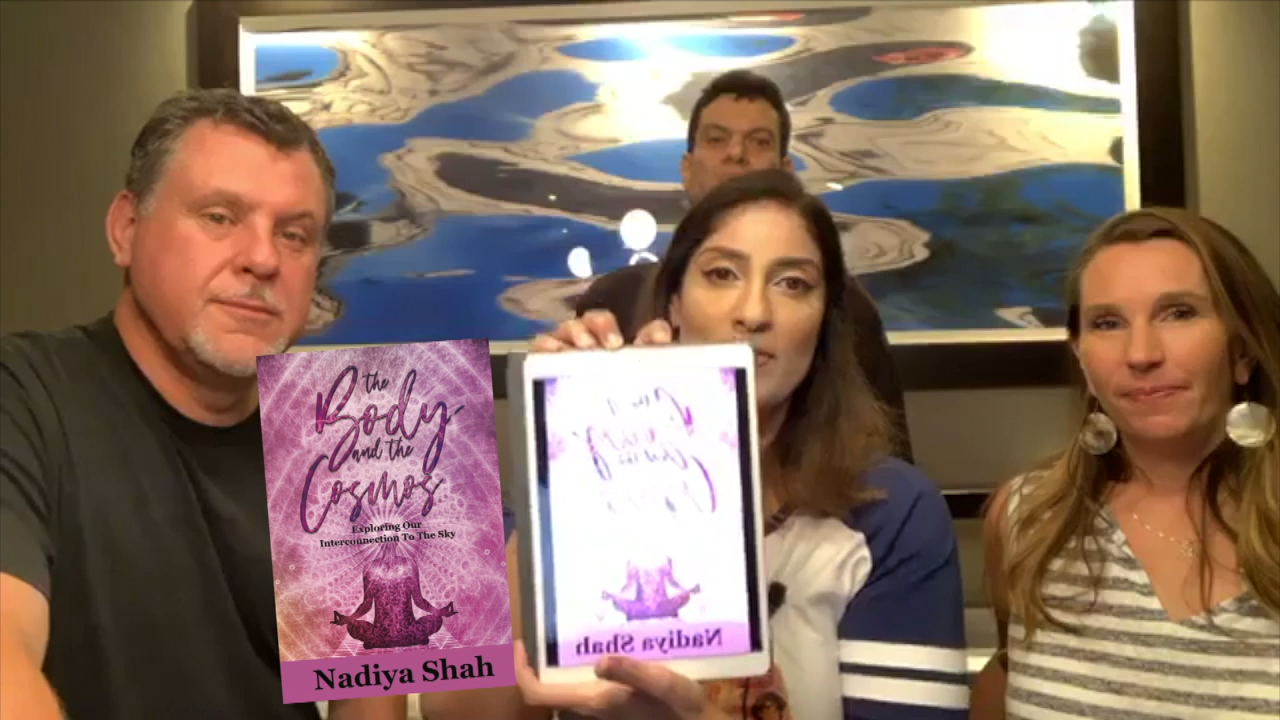 the
Body
and the
Cosmos
Exploring Our
Interconnection To The Sky
Nadiya Shah
Nadiya Shah